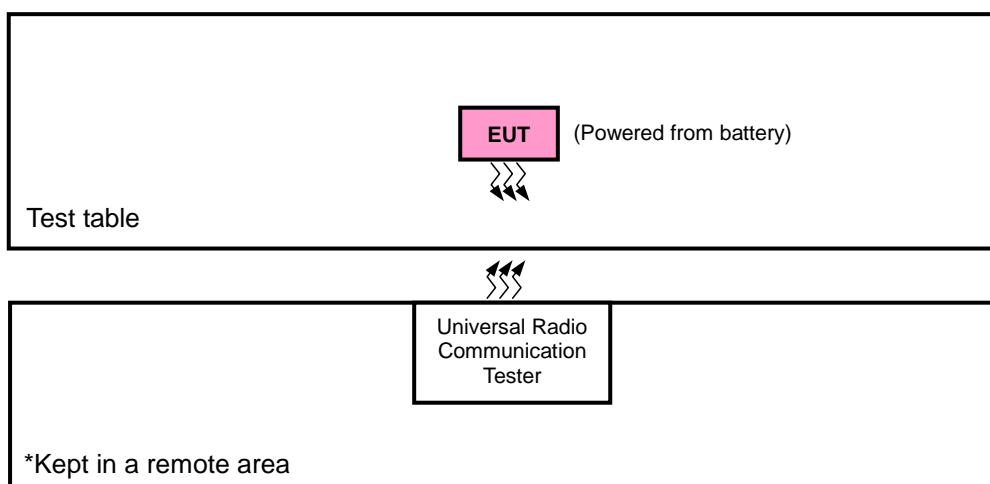 EUT
(Powered from battery)
Test table
Universal Radio
Communication
Tester
*Kept in a remote area